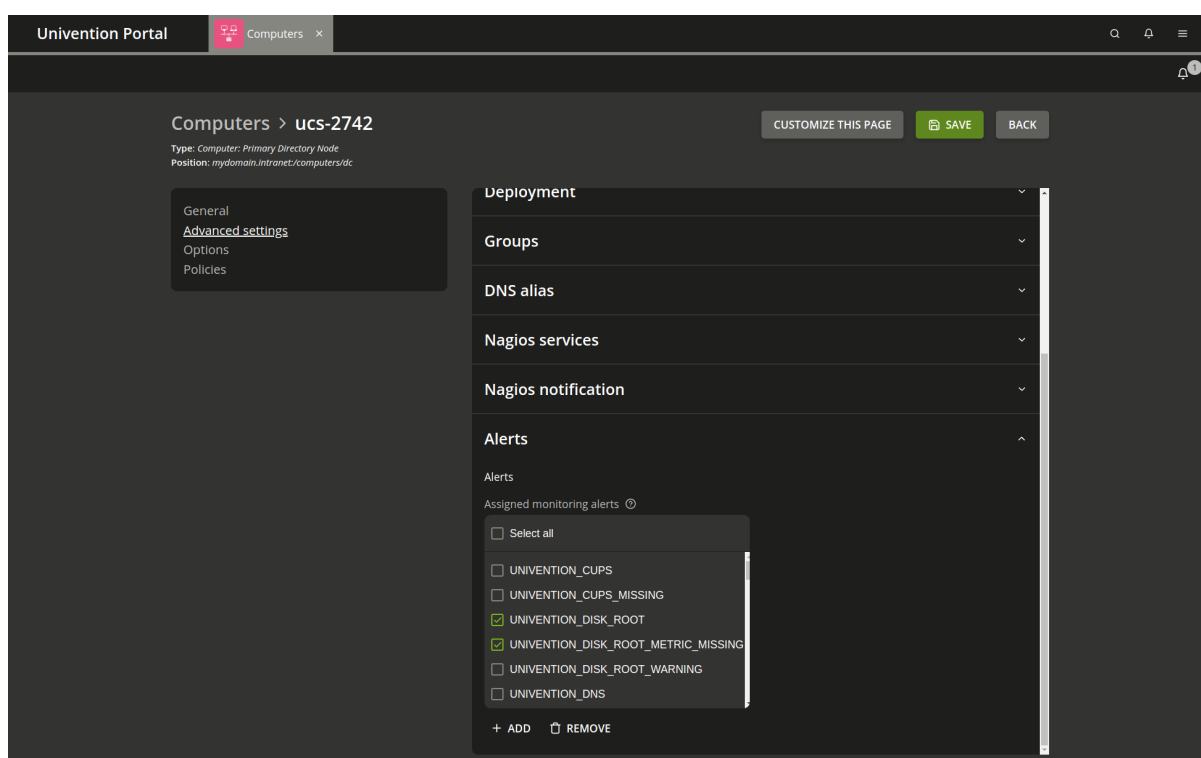 Univention Portal
Computers ×
1
Computers > ucs-2742
CUSTOMIZE THIS PAGE
SAVE
BACK
Type: Computer: Primary Directory Node
Position: mydomain.intranet:/computers/dc
General
Advanced settings
Options
Policies
Deployment
Groups
DNS alias
Nagios services
Nagios notification
Alerts
Alerts
Assigned monitoring alerts
Select all
UNIVENTION_CUPS
UNIVENTION_CUPS_MISSING
UNIVENTION_DISK_ROOT
UNIVENTION_DISK_ROOT_METRIC_MISSING
UNIVENTION_DISK_ROOT_WARNING
UNIVENTION_DNS
+ ADD
REMOVE